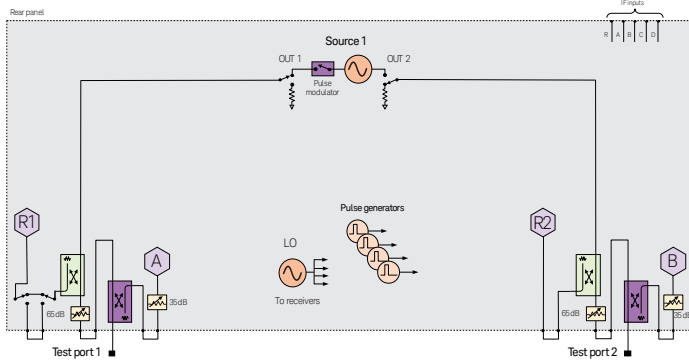 Rear panel
IF inputs
R A B C D
Source 1
OUT 1
OUT 2
Pulse
modulator
Pulse generators
R1
R2
LO
A
B
To receivers
65dB
35dB
65dB
35dB
Test port 1
Test port 2